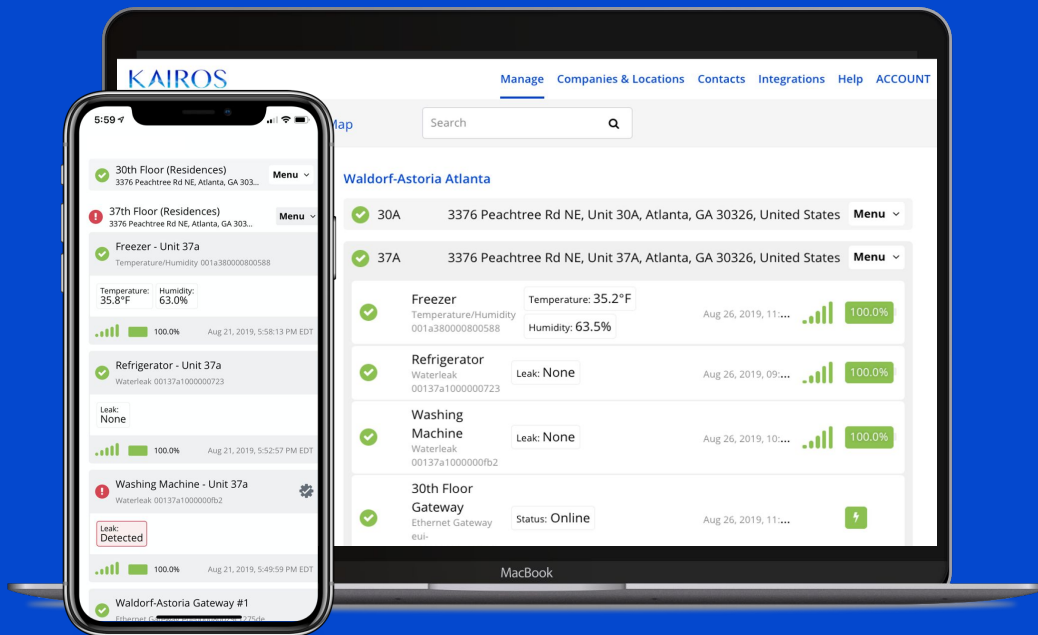 KAIROS
Manage Companies & Locations Contacts Integrations Help ACCOUNT
Map
Search
Waldorf-Astoria Atlanta
30A 3376 Peachtree Rd NE, Unit 30A, Atlanta, GA 30326, United States Menu
37A 3376 Peachtree Rd NE, Unit 37A, Atlanta, GA 30326, United States Menu
Freezer
Temperature/Humidity
001a380000800588
Temperature: 35.2°F
Humidity: 63.5%
Aug 26, 2019, 11:...
100.0%
Refrigerator
Waterleak
00137a1000000723
Leak: None
Aug 26, 2019, 09:...
100.0%
Washing
Machine
Waterleak
00137a1000000fb2
Leak: None
Aug 26, 2019, 10:...
100.0%
30th Floor
Gateway
Ethernet Gateway
eui-
Status: Online
Aug 26, 2019, 11:...
MacBook
5:59
30th Floor (Residences)
3376 Peachtree Rd NE, Atlanta, GA 303...
Menu
37th Floor (Residences)
3376 Peachtree Rd NE, Atlanta, GA 303...
Menu
Freezer - Unit 37a
Temperature/Humidity 001a380000800588
Temperature:
35.8°F
Humidity:
63.0%
100.0% Aug 21, 2019, 5:58:13 PM EDT
Refrigerator - Unit 37a
Waterleak 00137a1000000723
Leak:
None
100.0% Aug 21, 2019, 5:52:57 PM EDT
Washing Machine - Unit 37a
Waterleak 00137a1000000fb2
Leak:
Detected
100.0% Aug 21, 2019, 5:49:59 PM EDT
Waldorf-Astoria Gateway #1
Ethernet